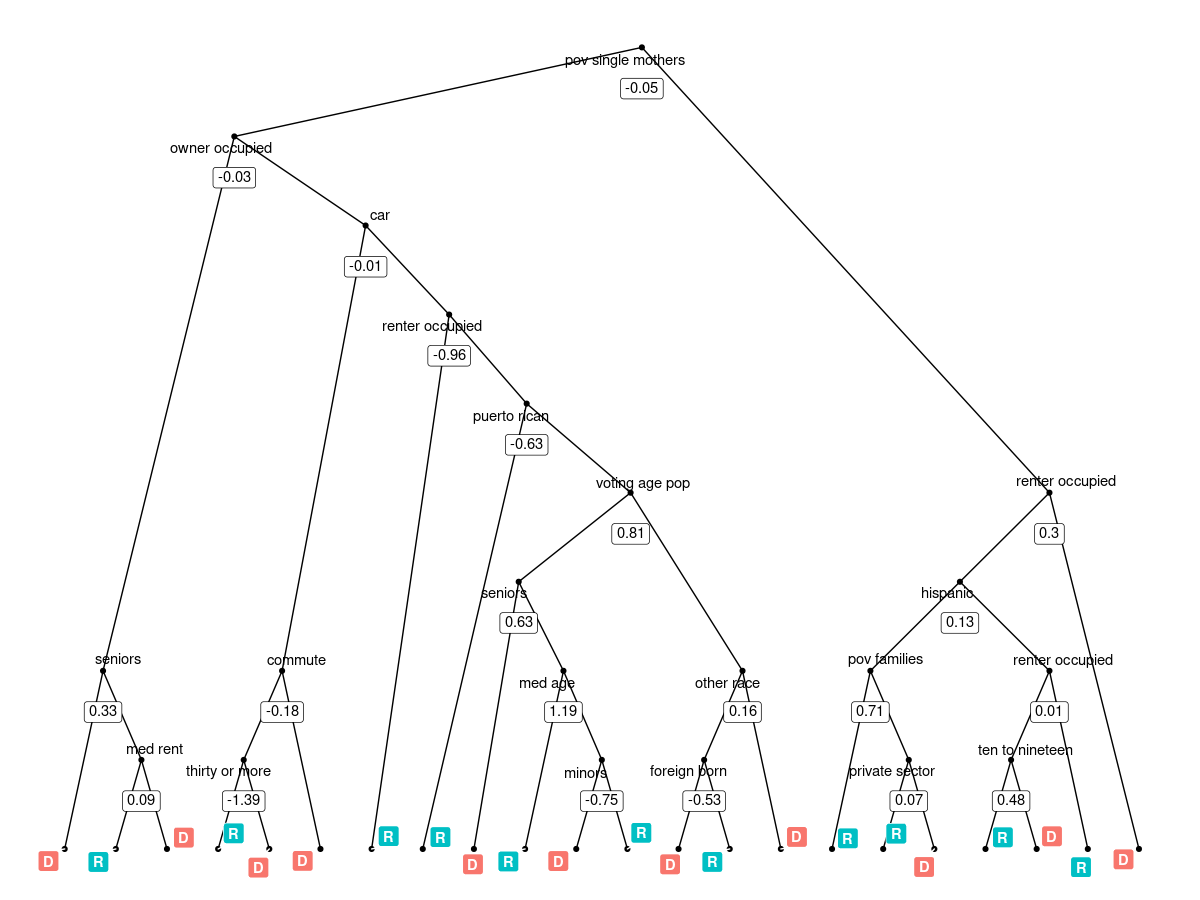 pov single mothers
-0.05
owner occupied
-0.03
car
-0.01
renter occupied
-0.96
puerto rican
-0.63
voting age pop
0.81
renter occupied
0.3
seniors
0.63
hispanic
0.13
seniors
0.33
commute
-0.18
med age
1.19
other race
0.16
pov families
0.71
renter occupied
0.01
med rent
0.09
thirty or more
-1.39
minors
-0.75
foreign born
-0.53
private sector
0.07
ten to nineteen
0.48
D
R
D
R
D
D
R
R
D
R
D
R
D
R
D
R
R
D
R
D
R
D